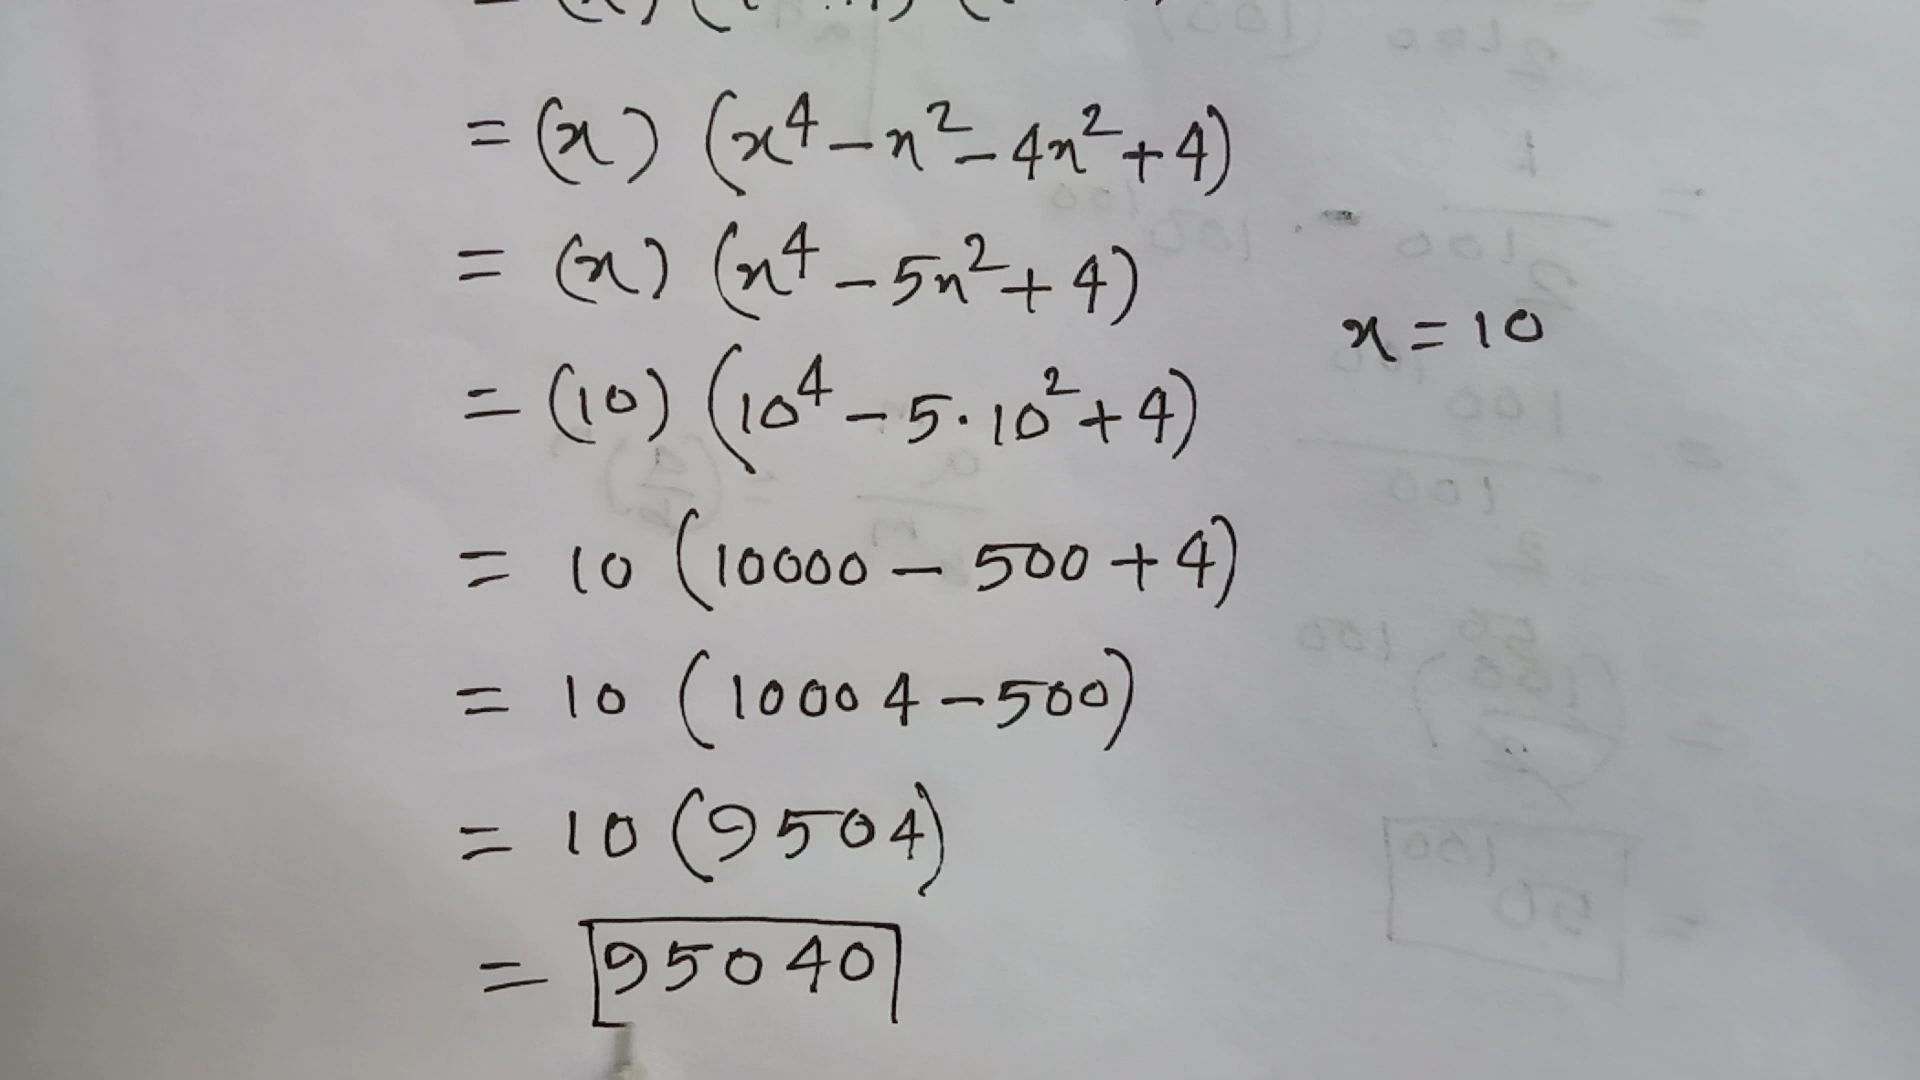 = (x) (x⁴ - x² - 4x² + 4)
= (x) (x⁴ - 5x² + 4)
x = 10
= (10) (10⁴ - 5·10² + 4)
= 10 (10000 - 500 + 4)
= 10 (10004 - 500)
= 10 (9504)
= 95040